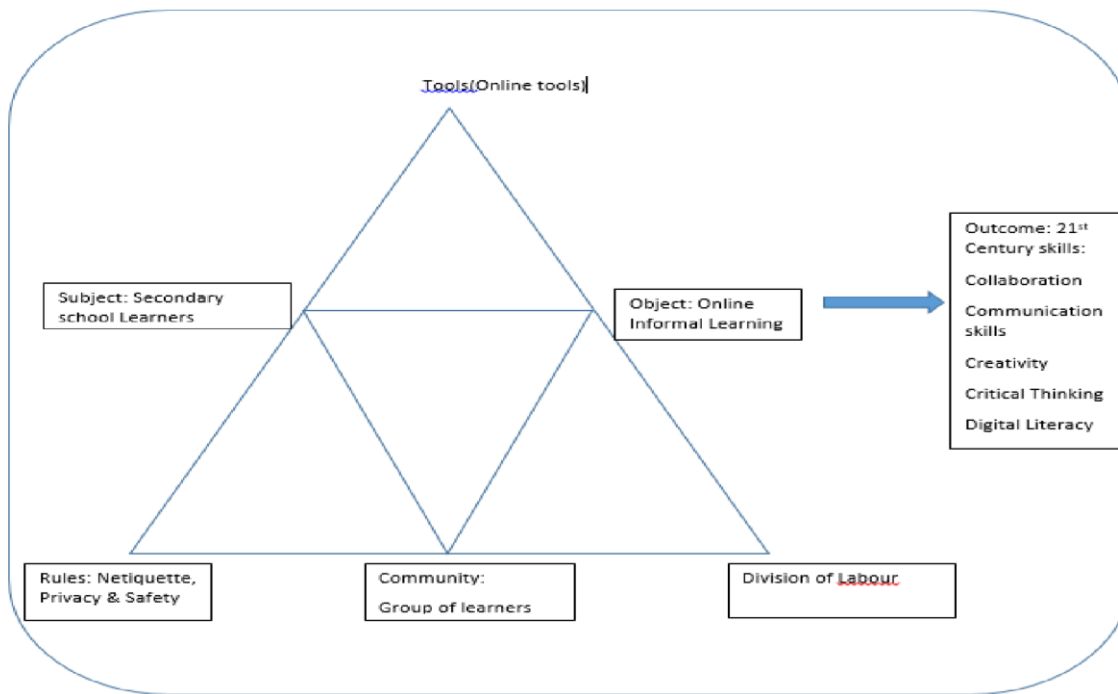 Tools(Online tools)
Subject: Secondary
school Learners
Object: Online
Informal Learning
Outcome: 21st
Century skills:
Collaboration
Communication
skills
Creativity
Critical Thinking
Digital Literacy
Rules: Netiquette,
Privacy & Safety
Community:
Group of learners
Division of Labour